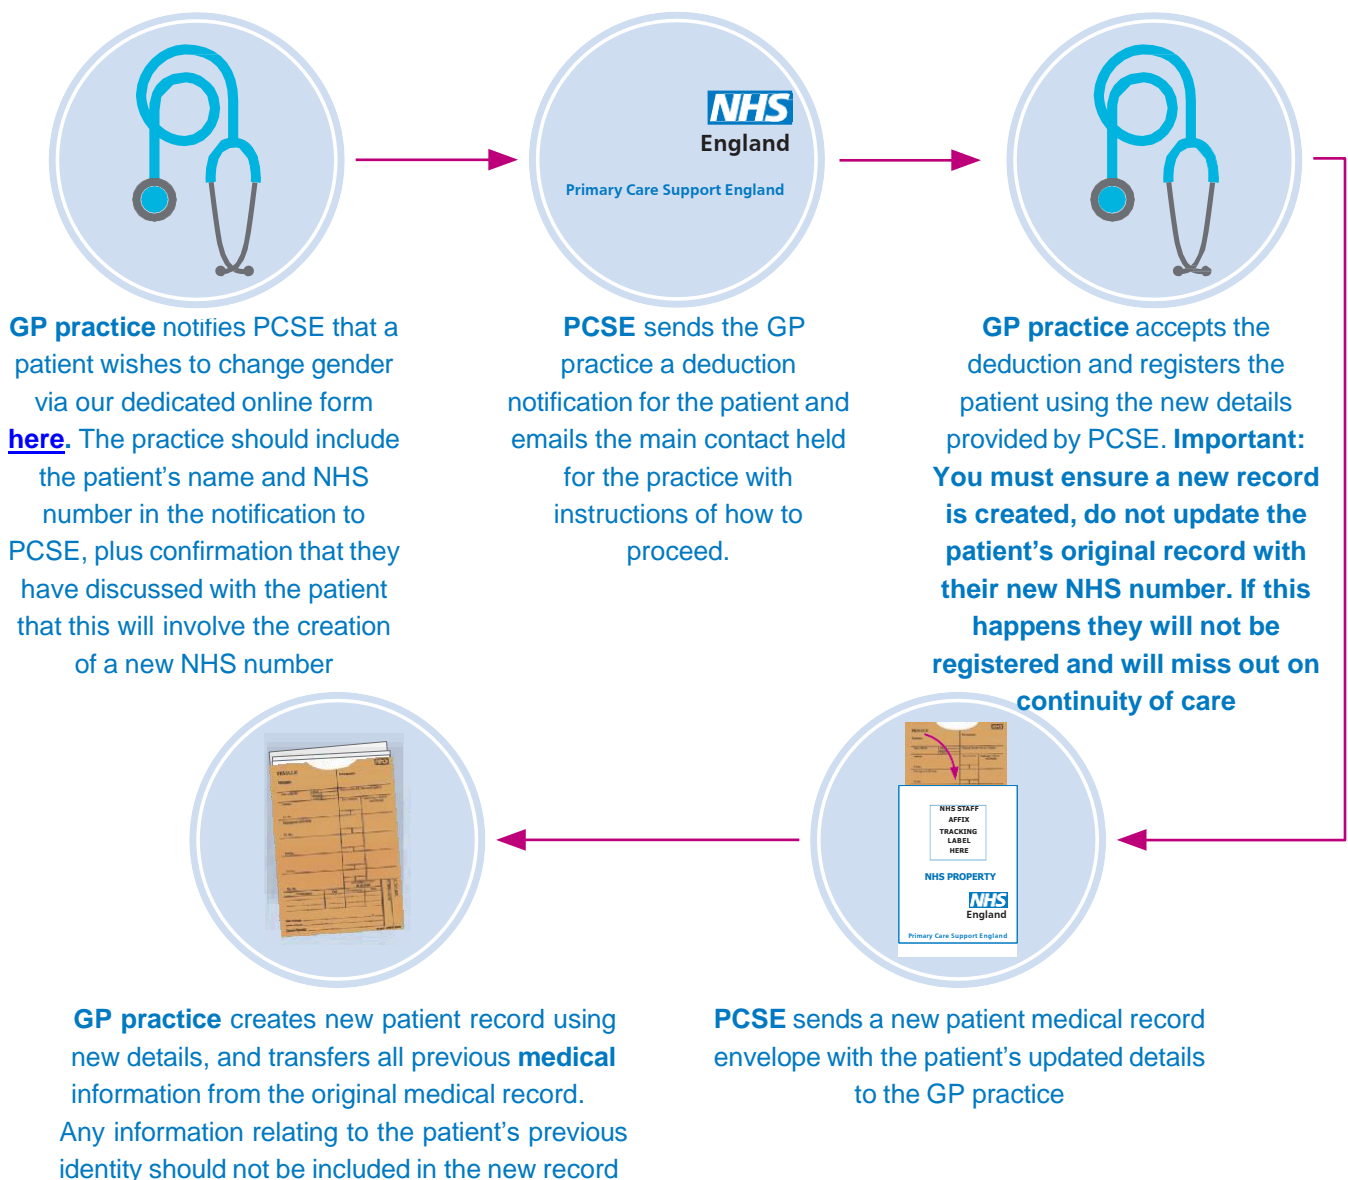 NHS
England
Primary Care Support England
GP practice notifies PCSE that a
patient wishes to change gender
via our dedicated online form
here. The practice should include
the patient’s name and NHS
number in the notification to
PCSE, plus confirmation that they
have discussed with the patient
that this will involve the creation
of a new NHS number
PCSE sends the GP
practice a deduction
notification for the patient and
emails the main contact held
for the practice with
instructions of how to
proceed.
GP practice accepts the
deduction and registers the
patient using the new details
provided by PCSE. Important:
You must ensure a new record
is created, do not update the
patient’s original record with
their new NHS number. If this
happens they will not be
registered and will miss out on
continuity of care
NHS STAFF
AFFIX
TRACKING
LABEL
HERE
NHS PROPERTY
NHS
England
Primary Care Support England
PCSE sends a new patient medical record
envelope with the patient’s updated details
to the GP practice
GP practice creates new patient record using
new details, and transfers all previous medical
information from the original medical record.
Any information relating to the patient’s previous
identity should not be included in the new record